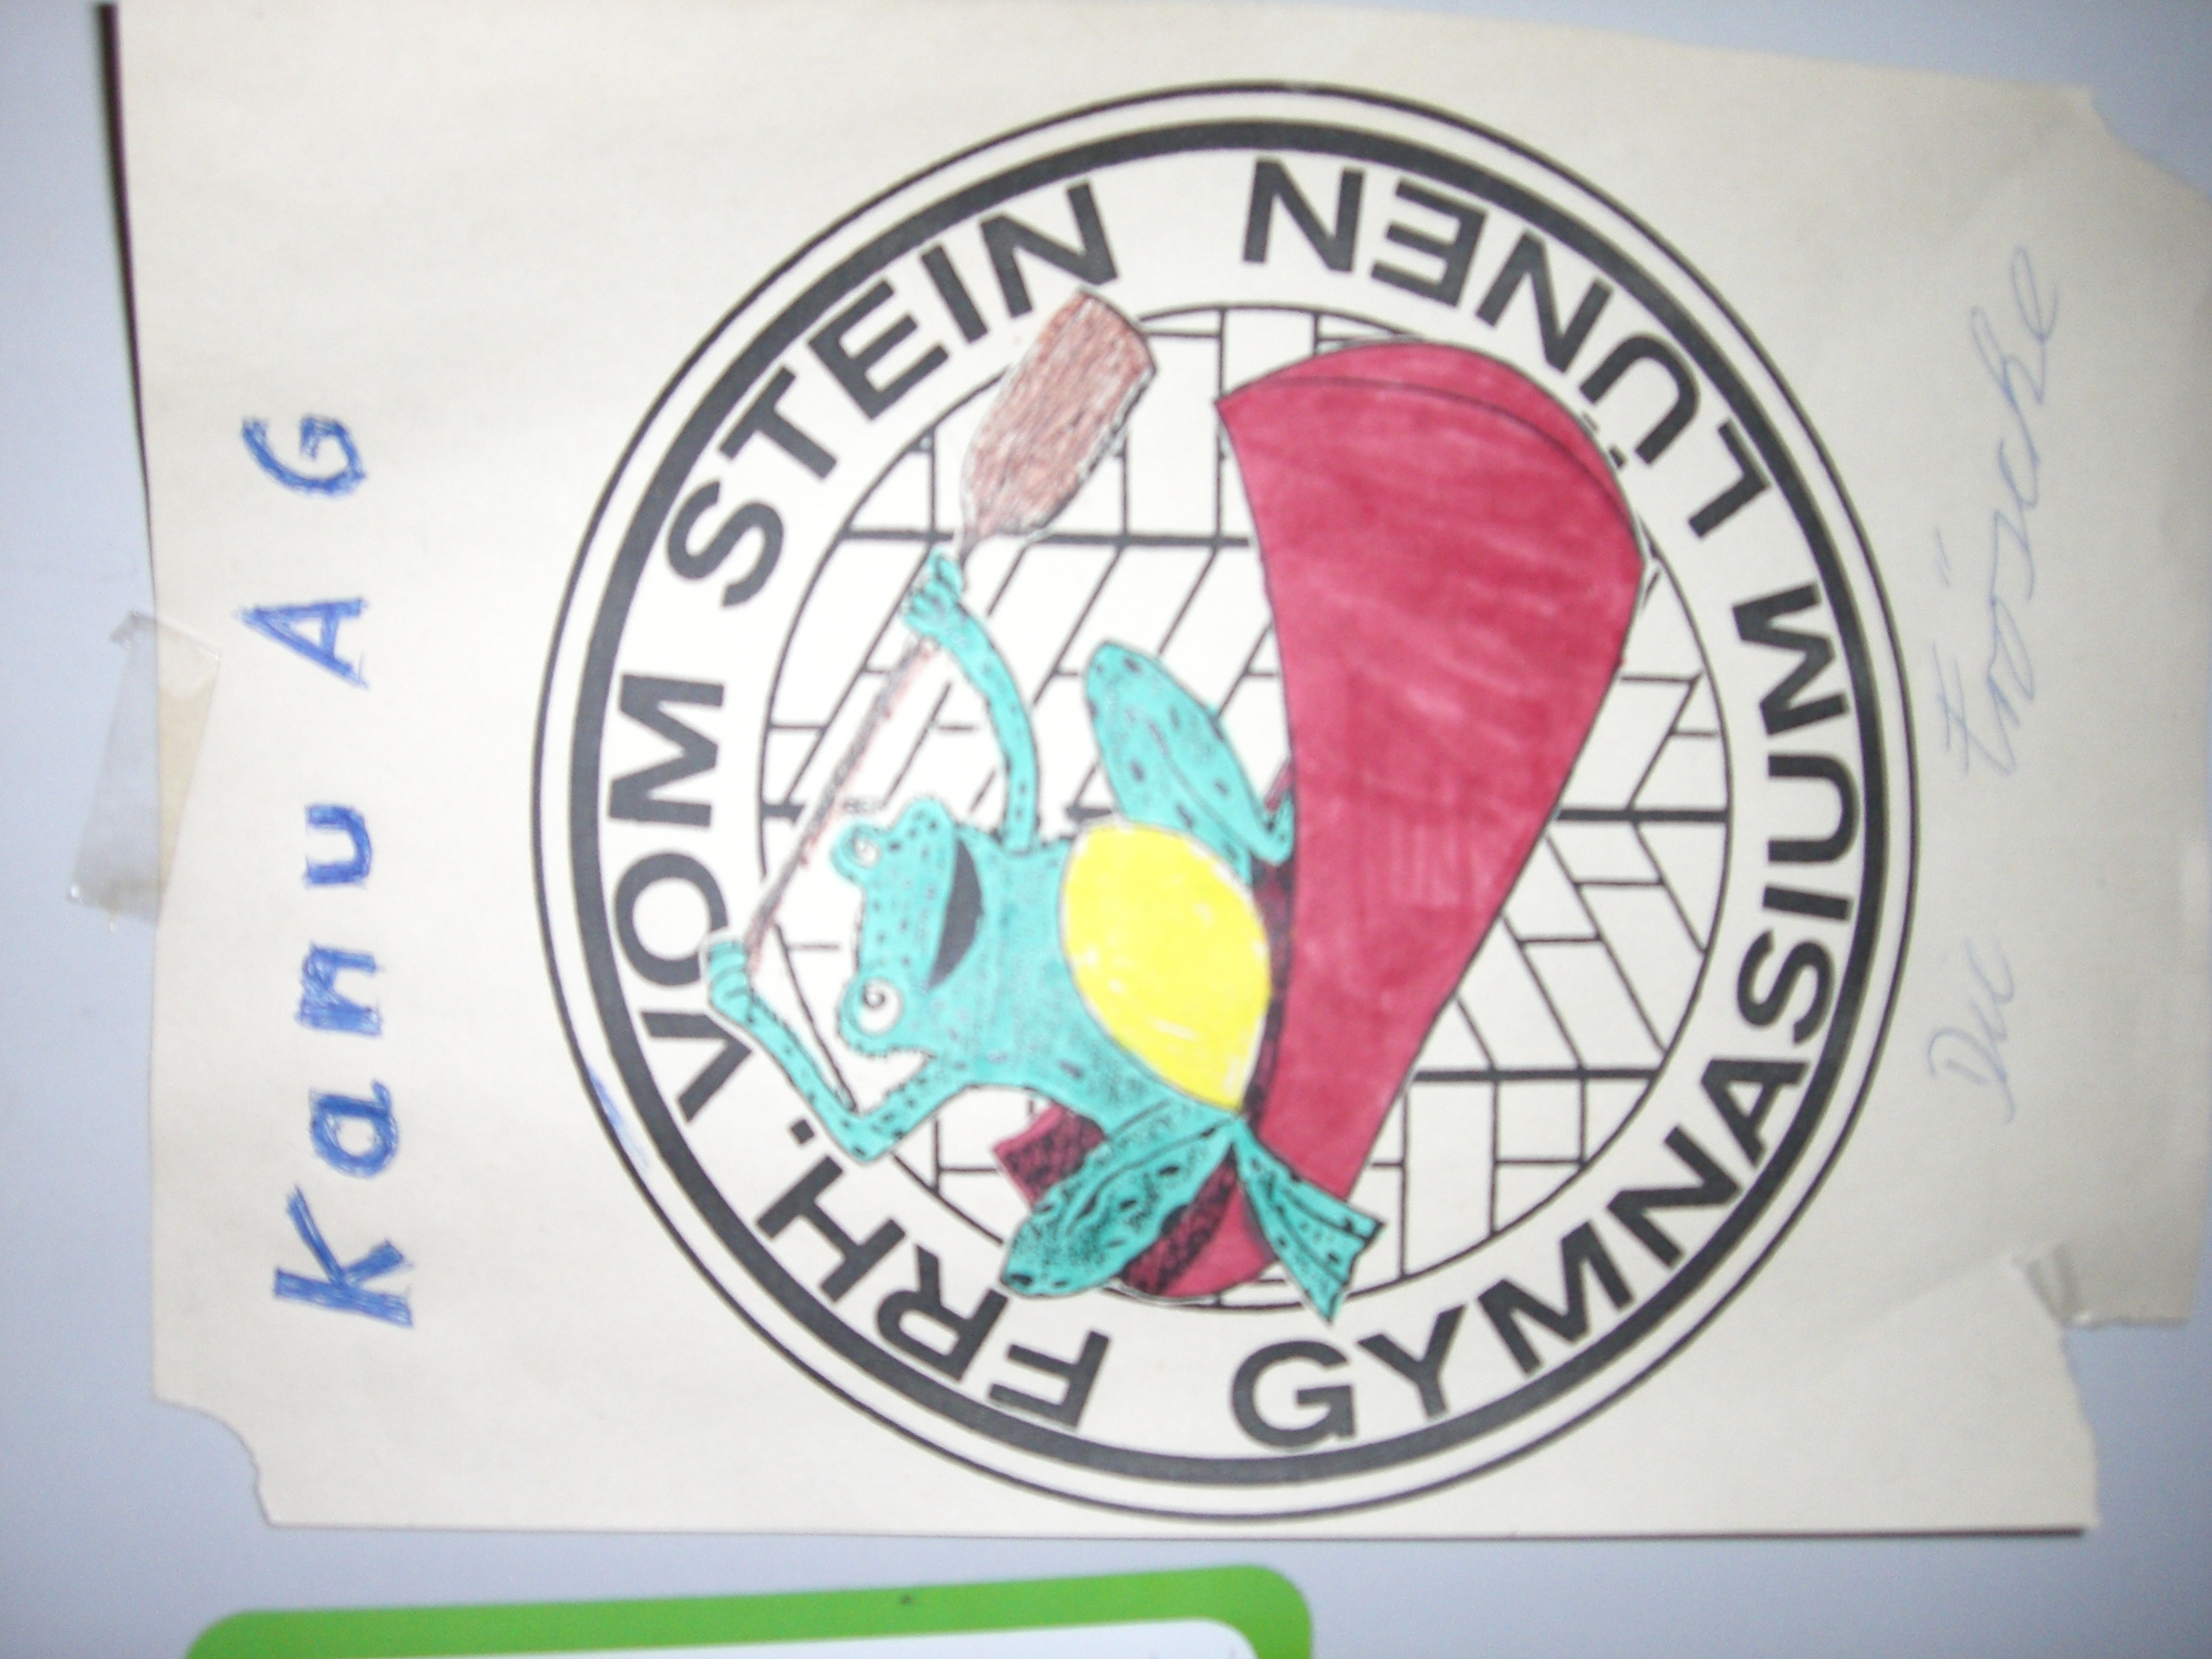 Kanu AG
FRH. VOM STEIN
GYMNASIUM LÜNEN
Die Frösche